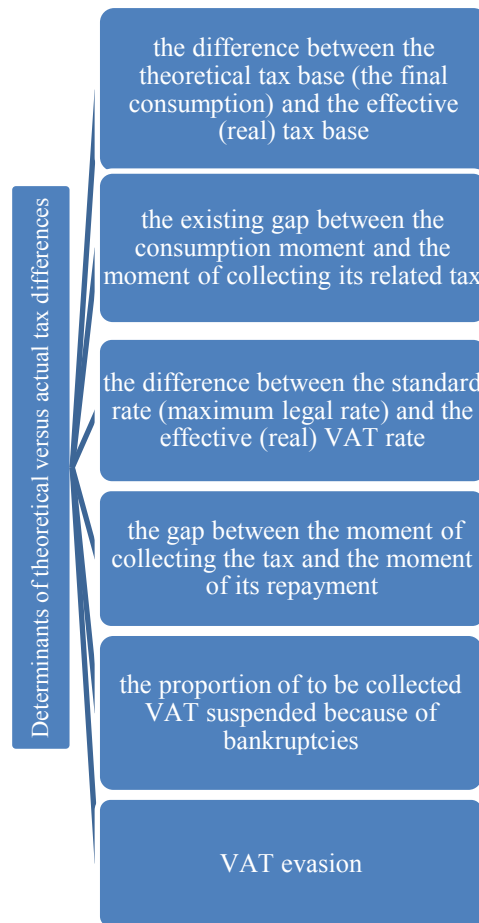 Determinants of theoretical versus actual tax differences
the difference between the
theoretical tax base (the final
consumption) and the effective
(real) tax base
the existing gap between the
consumption moment and the
moment of collecting its related tax
the difference between the standard
rate (maximum legal rate) and the
effective (real) VAT rate
the gap between the moment of
collecting the tax and the moment
of its repayment
the proportion of to be collected
VAT suspended because of
bankruptcies
VAT evasion